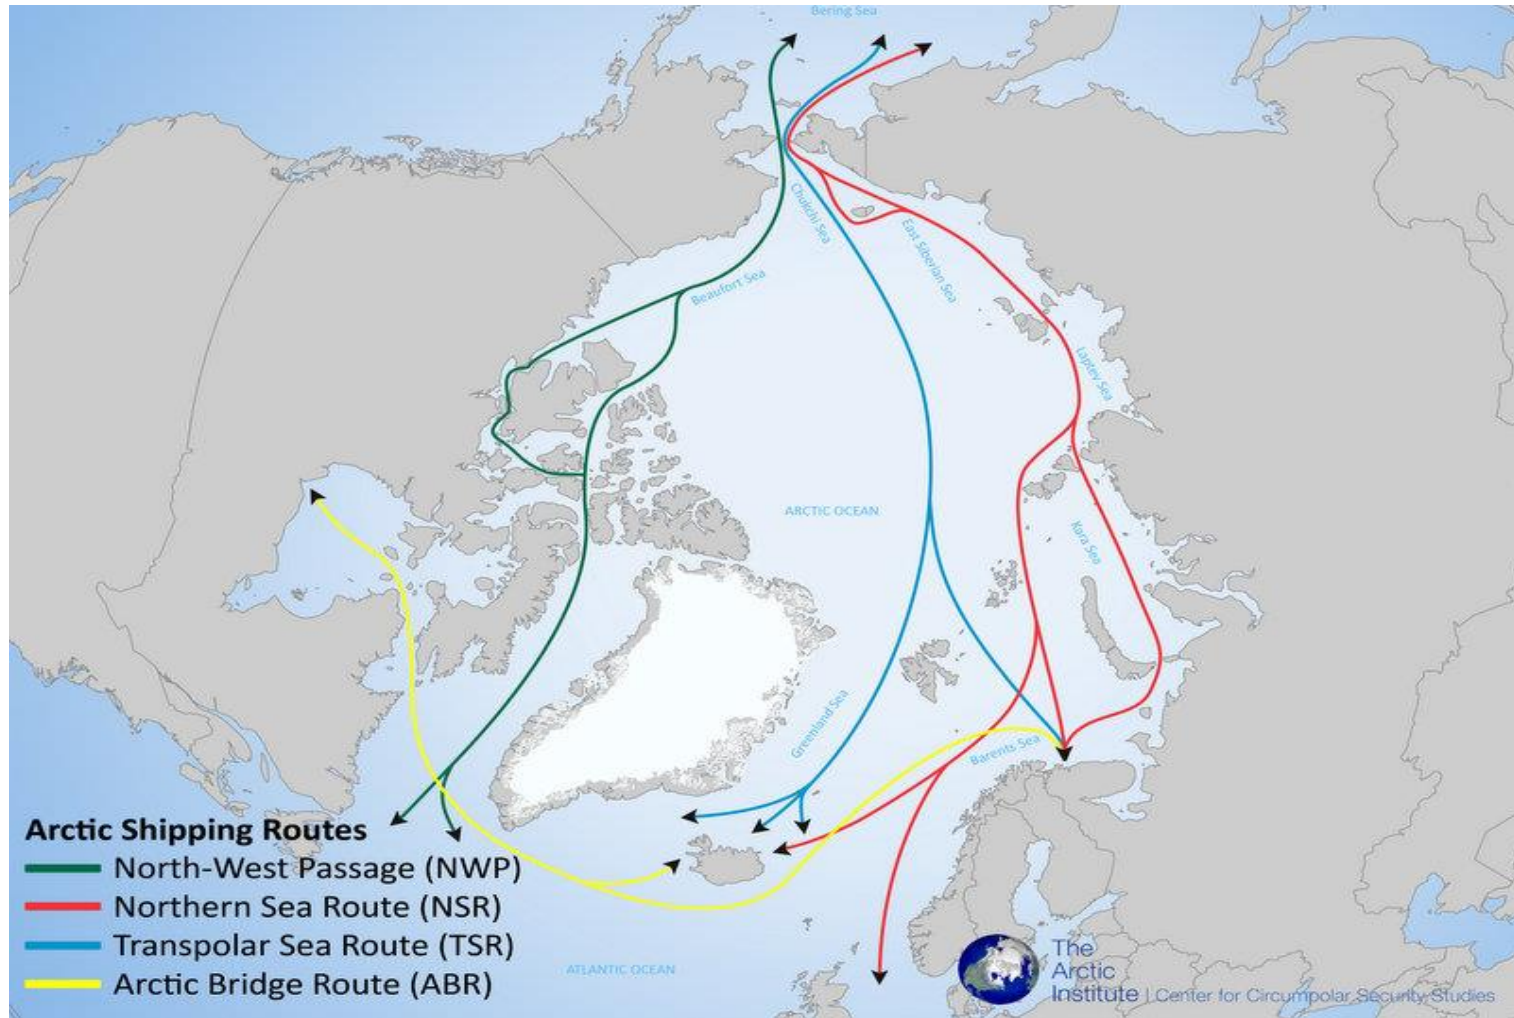 Bering Sea
Chukchi Sea
East Siberian Sea
Beaufort Sea
Laptev Sea
ARCTIC OCEAN
Kara Sea
Greenland Sea
Barents Sea
Arctic Shipping Routes
North-West Passage (NWP)
Northern Sea Route (NSR)
Transpolar Sea Route (TSR)
Arctic Bridge Route (ABR)
ATLANTIC OCEAN
The
Arctic
Institute | Center for Circumpolar Security Studies